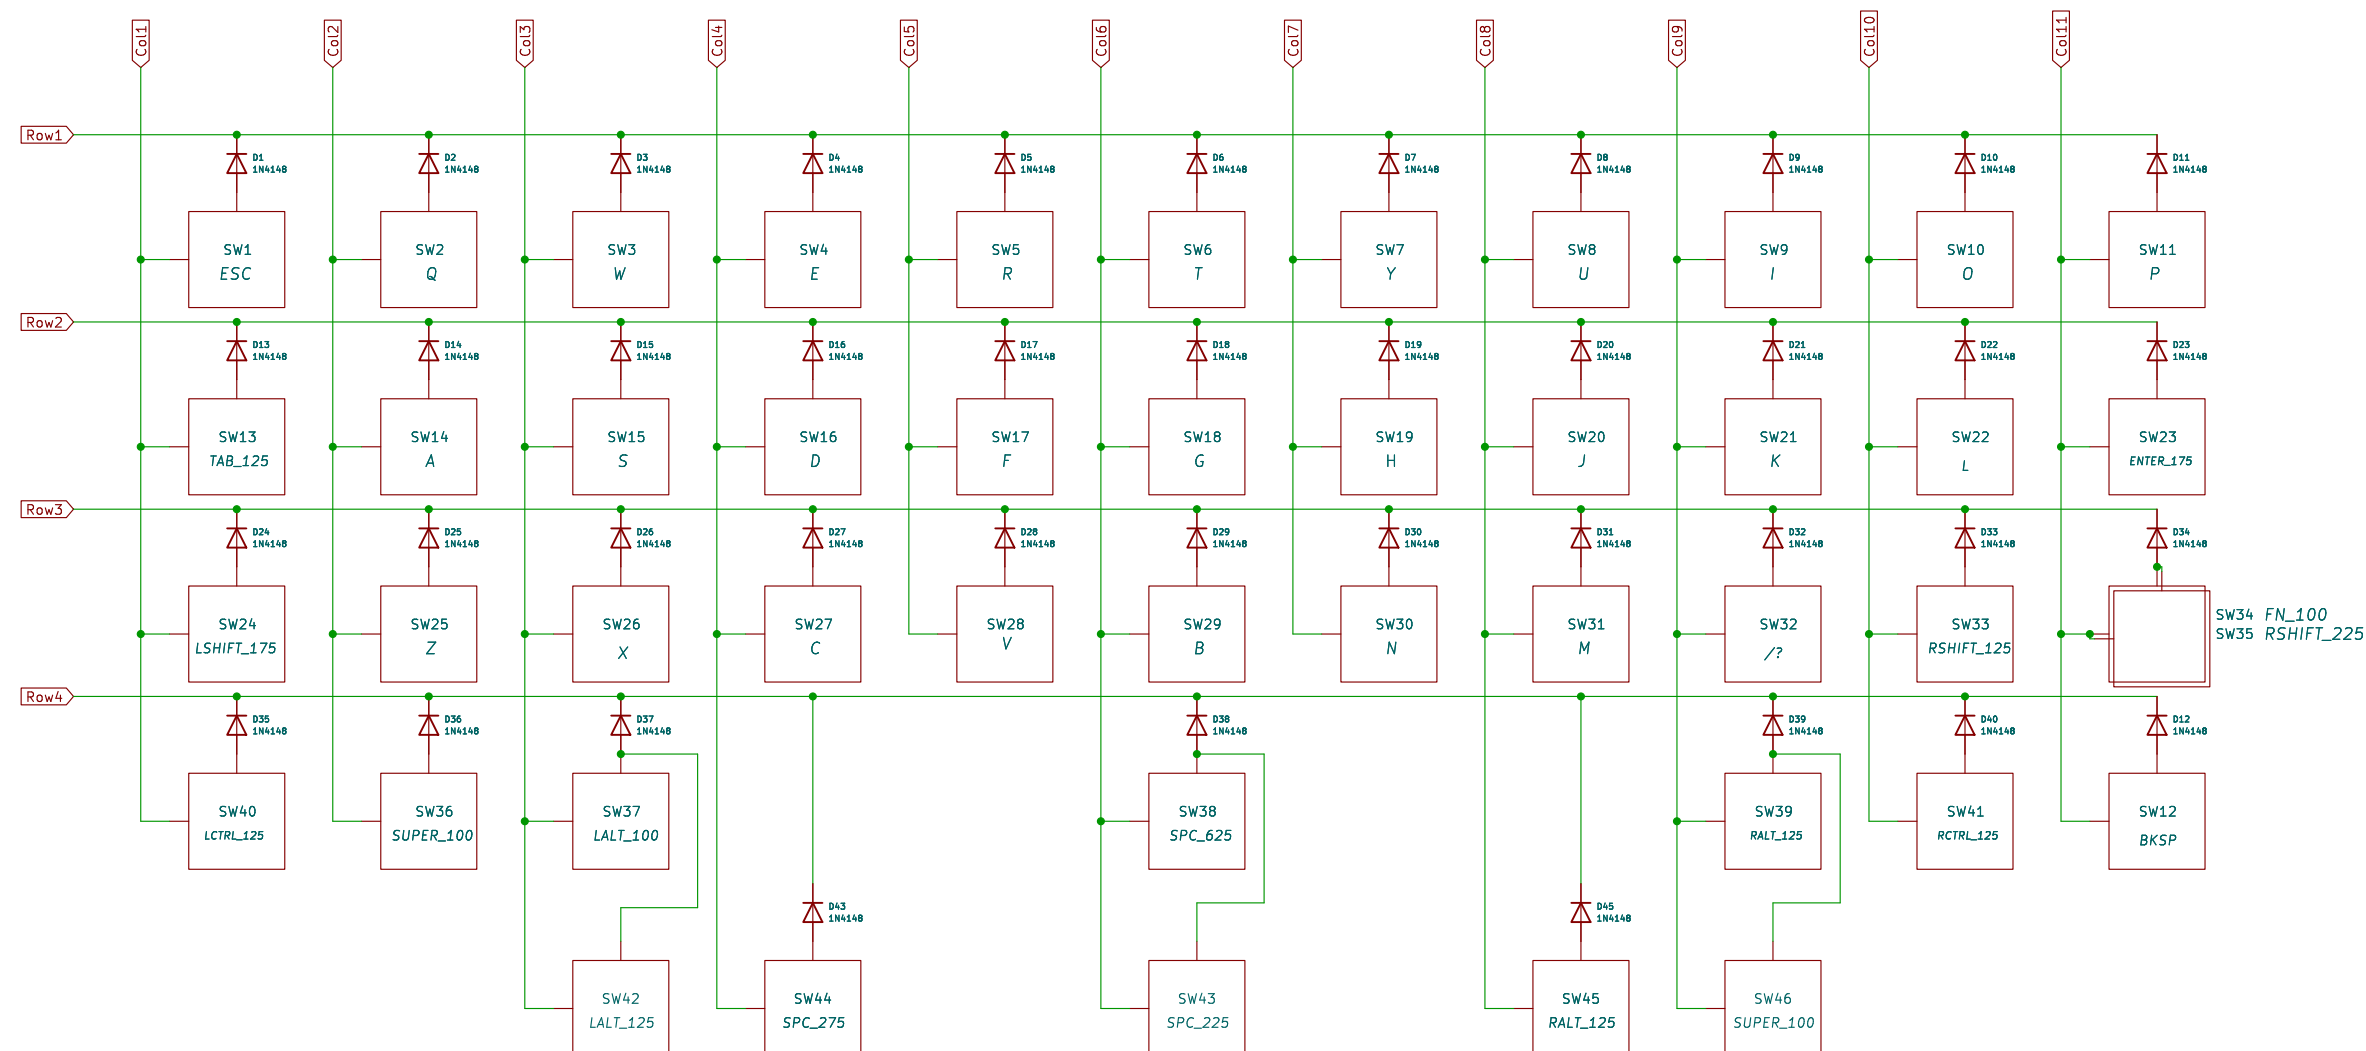 Col1
Col2
Col3
Col4
Col5
Col6
Col7
Col8
Col9
Col10
Col11
Row1
D1
1N4148
D2
1N4148
D3
1N4148
D4
1N4148
D5
1N4148
D6
1N4148
D7
1N4148
D8
1N4148
D9
1N4148
D10
1N4148
D11
1N4148
SW1
ESC
SW2
Q
SW3
W
SW4
E
SW5
R
SW6
T
SW7
Y
SW8
U
SW9
I
SW10
O
SW11
P
Row2
D13
1N4148
D14
1N4148
D15
1N4148
D16
1N4148
D17
1N4148
D18
1N4148
D19
1N4148
D20
1N4148
D21
1N4148
D22
1N4148
D23
1N4148
SW13
TAB_125
SW14
A
SW15
S
SW16
D
SW17
F
SW18
G
SW19
H
SW20
J
SW21
K
SW22
L
SW23
ENTER_175
Row3
D24
1N4148
D25
1N4148
D26
1N4148
D27
1N4148
D28
1N4148
D29
1N4148
D30
1N4148
D31
1N4148
D32
1N4148
D33
1N4148
D34
1N4148
SW24
LSHIFT_175
SW25
Z
SW26
X
SW27
C
SW28
V
SW29
B
SW30
N
SW31
M
SW32
/?
SW33
RSHIFT_125
SW34 FN_100
SW35 RSHIFT_225
Row4
D35
1N4148
D36
1N4148
D37
1N4148
D38
1N4148
D39
1N4148
D40
1N4148
D12
1N4148
SW40
LCTRL_125
SW36
SUPER_100
SW37
LALT_100
SW38
SPC_625
SW39
RALT_125
SW41
RCTRL_125
SW12
BKSP
D43
1N4148
D45
1N4148
SW42
LALT_125
SW44
SPC_275
SW43
SPC_225
SW45
RALT_125
SW46
SUPER_100